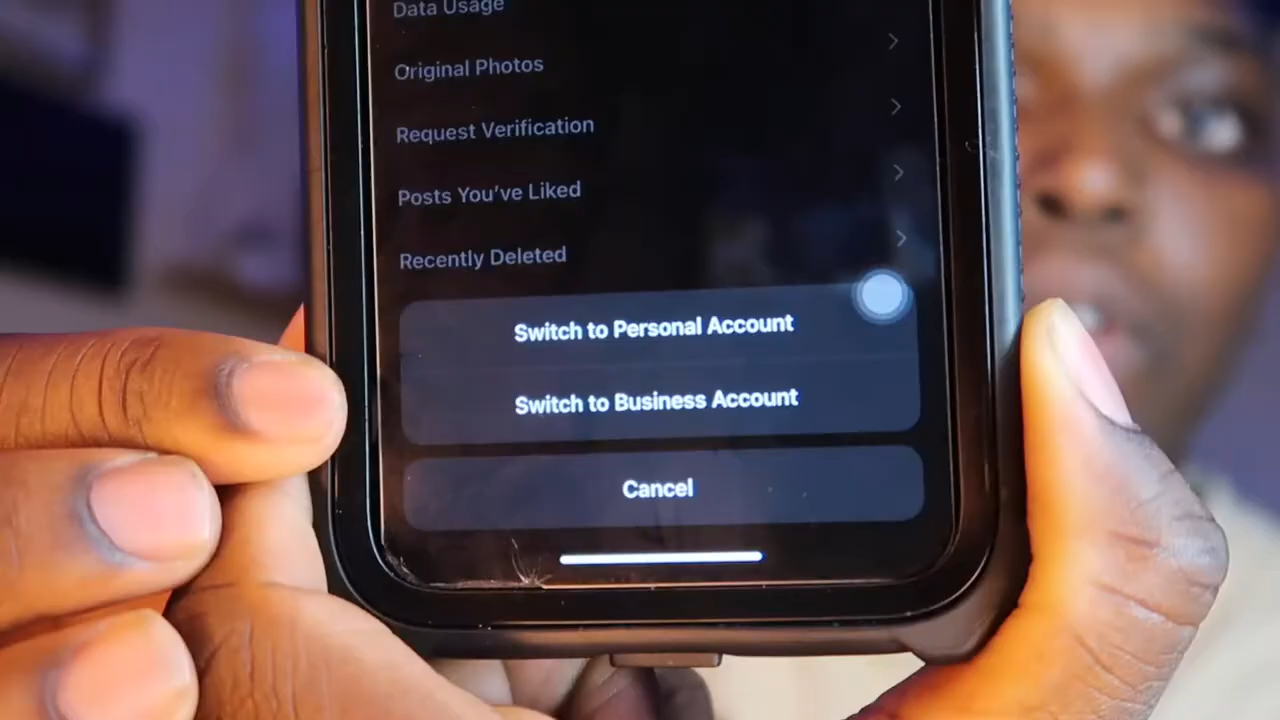 Data Usage
Original Photos
Request Verification
Posts You've Liked
Recently Deleted
Switch to Personal Account
Switch to Business Account
Cancel